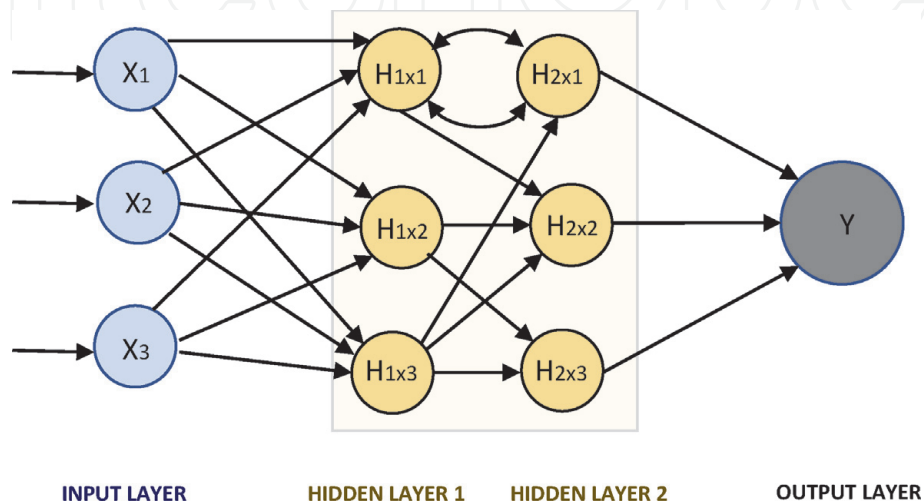 X1
H1x1
H2x1
X2
H1x2
H2x2
Y
X3
H1x3
H2x3
INPUT LAYER
HIDDEN LAYER 1
HIDDEN LAYER 2
OUTPUT LAYER